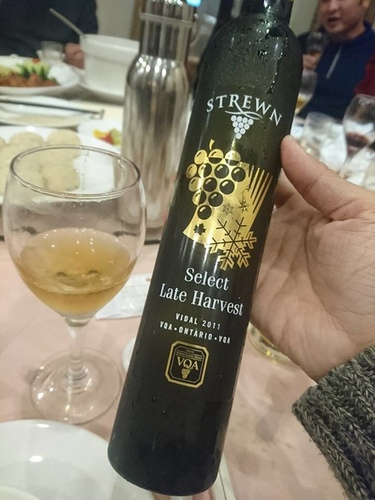 STREWN
Select
Late Harvest
VIDAL 2011
VQA • ONTARIO • VQA
VQA